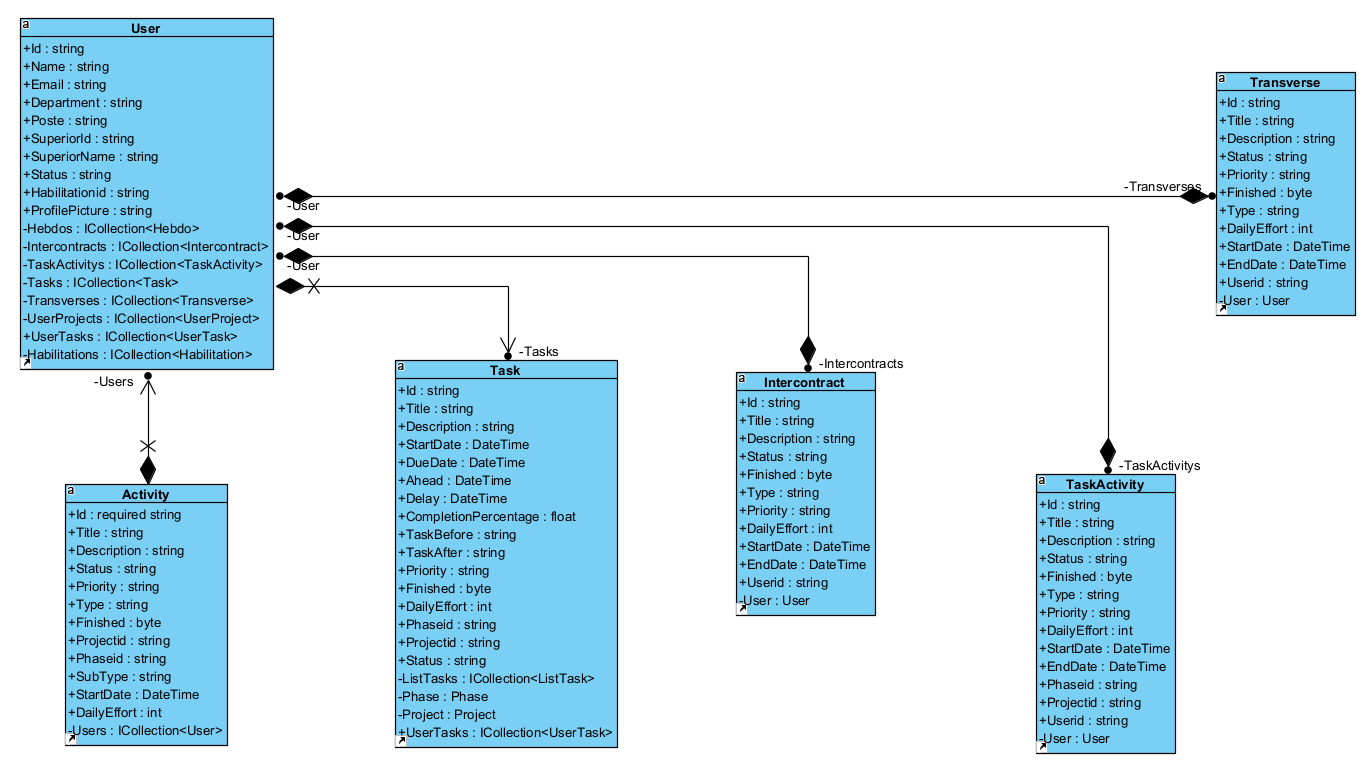 a
User
+Id : string
+Name : string
+Email : string
+Department : string
+Poste : string
+SuperiorId : string
+SuperiorName : string
+Status : string
+Habilitationid : string
+ProfilePicture : string
-Hebdos : ICollection<Hebdo>
-Intercontracts : ICollection<Intercontract>
-TaskActivitys : ICollection<TaskActivity>
-Tasks : ICollection<Task>
-Transverses : ICollection<Transverse>
-UserProjects : ICollection<UserProject>
+UserTasks : ICollection<UserTask>
-Habilitations : ICollection<Habilitation>
-User
-User
-User
-Transverses
a
Transverse
+Id : string
+Title : string
+Description : string
+Status : string
+Priority : string
+Finished : byte
+Type : string
+DailyEffort : int
+StartDate : DateTime
+EndDate : DateTime
+Userid : string
-User : User
-Users
a
Activity
+Id : required string
+Title : string
+Description : string
+Status : string
+Priority : string
+Type : string
+Finished : byte
+Projectid : string
+Phaseid : string
+SubType : string
+StartDate : DateTime
+DailyEffort : int
-Users : ICollection<User>
-Tasks
a
Task
+Id : string
+Title : string
+Description : string
+StartDate : DateTime
+DueDate : DateTime
+Ahead : DateTime
+Delay : DateTime
+CompletionPercentage : float
+TaskBefore : string
+TaskAfter : string
+Priority : string
+Finished : byte
+DailyEffort : int
+Phaseid : string
+Projectid : string
+Status : string
-ListTasks : ICollection<ListTask>
-Phase : Phase
-Project : Project
+UserTasks : ICollection<UserTask>
-Intercontracts
a
Intercontract
+Id : string
+Title : string
+Description : string
+Status : string
+Finished : byte
+Type : string
+Priority : string
+DailyEffort : int
+StartDate : DateTime
+EndDate : DateTime
+Userid : string
-User : User
-TaskActivitys
a
TaskActivity
+Id : string
+Title : string
+Description : string
+Status : string
+Finished : byte
+Type : string
+Priority : string
+DailyEffort : int
+StartDate : DateTime
+EndDate : DateTime
+Phaseid : string
+Projectid : string
+Userid : string
-User : User